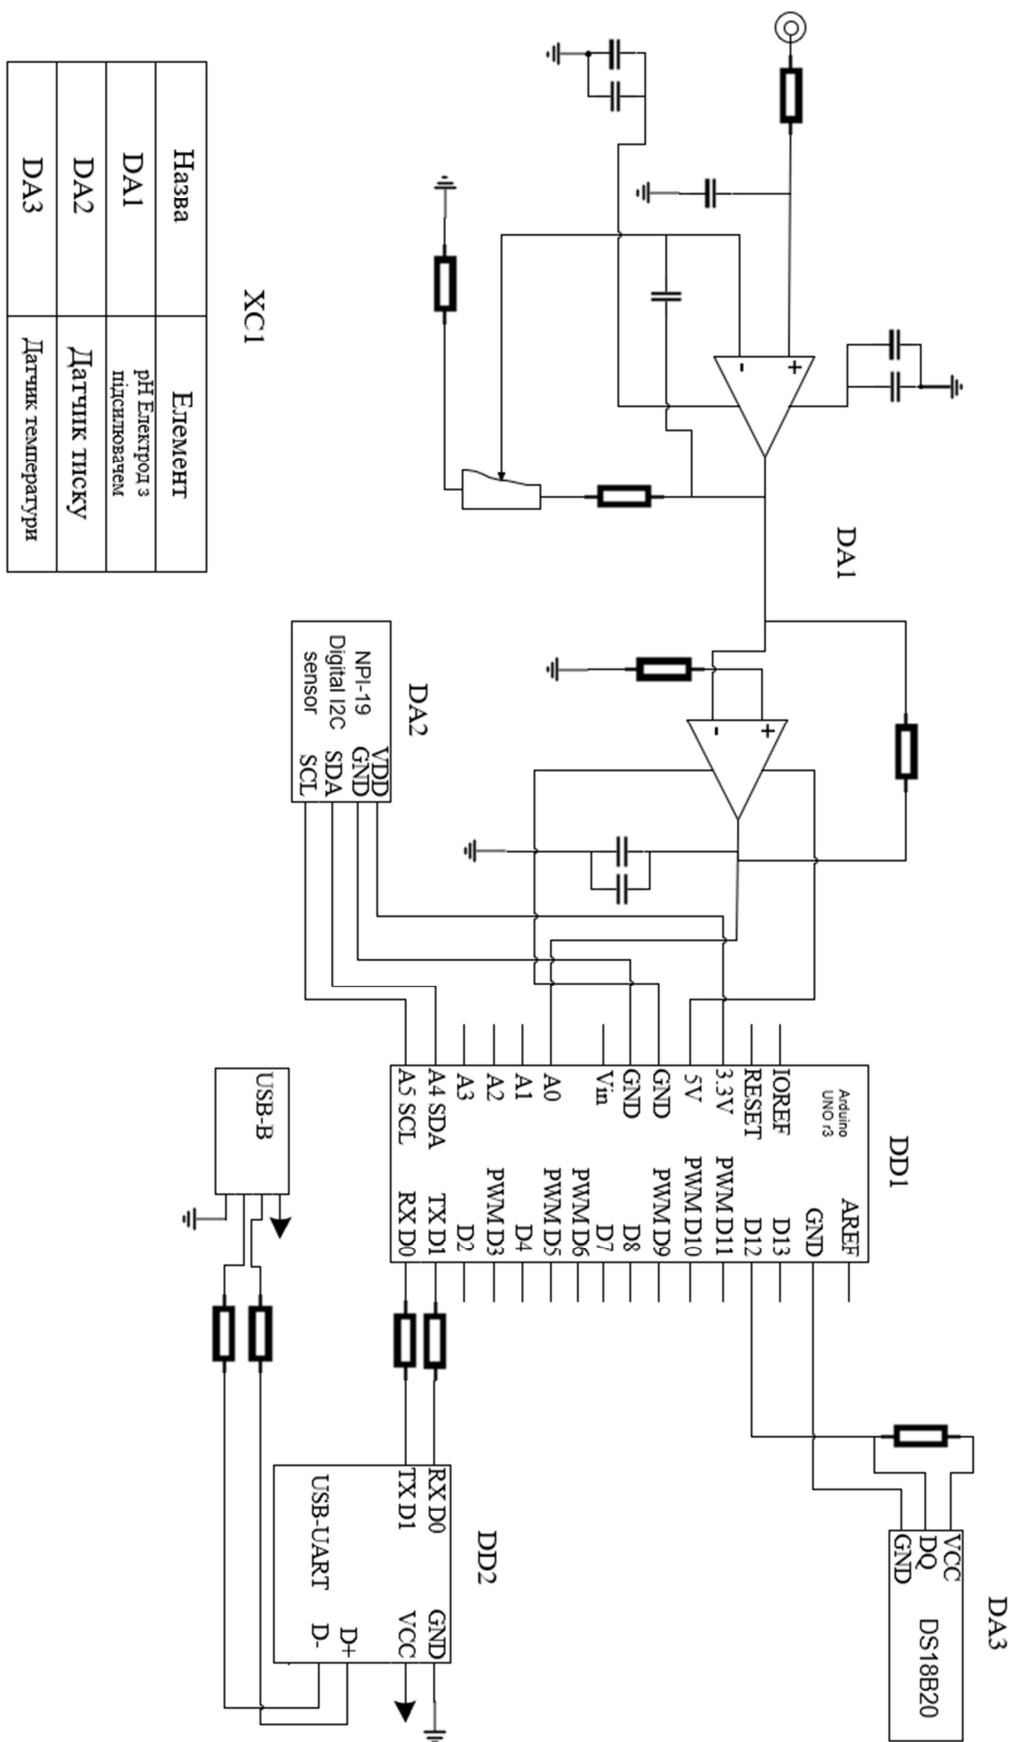 DA1
+
-
+
-
DA2
NPI-19
Digital I2C
sensor
VDD
GND
SDA
SCL
DD1
Arduino
UNO r3
IOREF
RESET
3.3V
5V
GND
GND
Vin
A0
A1
A2
A3
A4 SDA
A5 SCL
AREF
GND
D13
D12
PWM D11
PWM D10
PWM D9
D8
D7
PWM D6
PWM D5
D4
PWM D3
D2
TX D1
RX D0
DA3
VCC
DQ
GND
DS18B20
DD2
RX D0
TX D1
USB-UART
GND
VCC
D+
D-
USB-B
XC1
Назва
Елемент
DA1
pH Електрод з
підсилювачем
DA2
Датчик тиску
DA3
Датчик температури